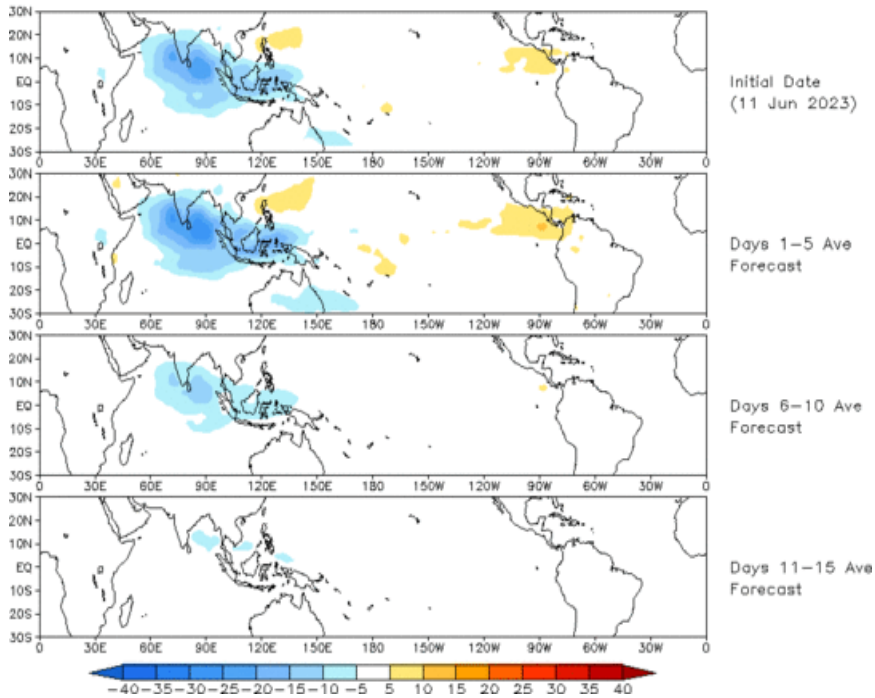 30N
20N
10N
EQ
10S
20S
30S
0 30E 60E 90E 120E 150E 180 150W 120W 90W 60W 30W 0
Initial Date
(11 Jun 2023)
30N
20N
10N
EQ
10S
20S
30S
0 30E 60E 90E 120E 150E 180 150W 120W 90W 60W 30W 0
Days 1-5 Ave
Forecast
30N
20N
10N
EQ
10S
20S
30S
0 30E 60E 90E 120E 150E 180 150W 120W 90W 60W 30W 0
Days 6-10 Ave
Forecast
30N
20N
10N
EQ
10S
20S
30S
0 30E 60E 90E 120E 150E 180 150W 120W 90W 60W 30W 0
Days 11-15 Ave
Forecast
-40 -35 -30 -25 -20 -15 -10 -5 5 10 15 20 25 30 35 40